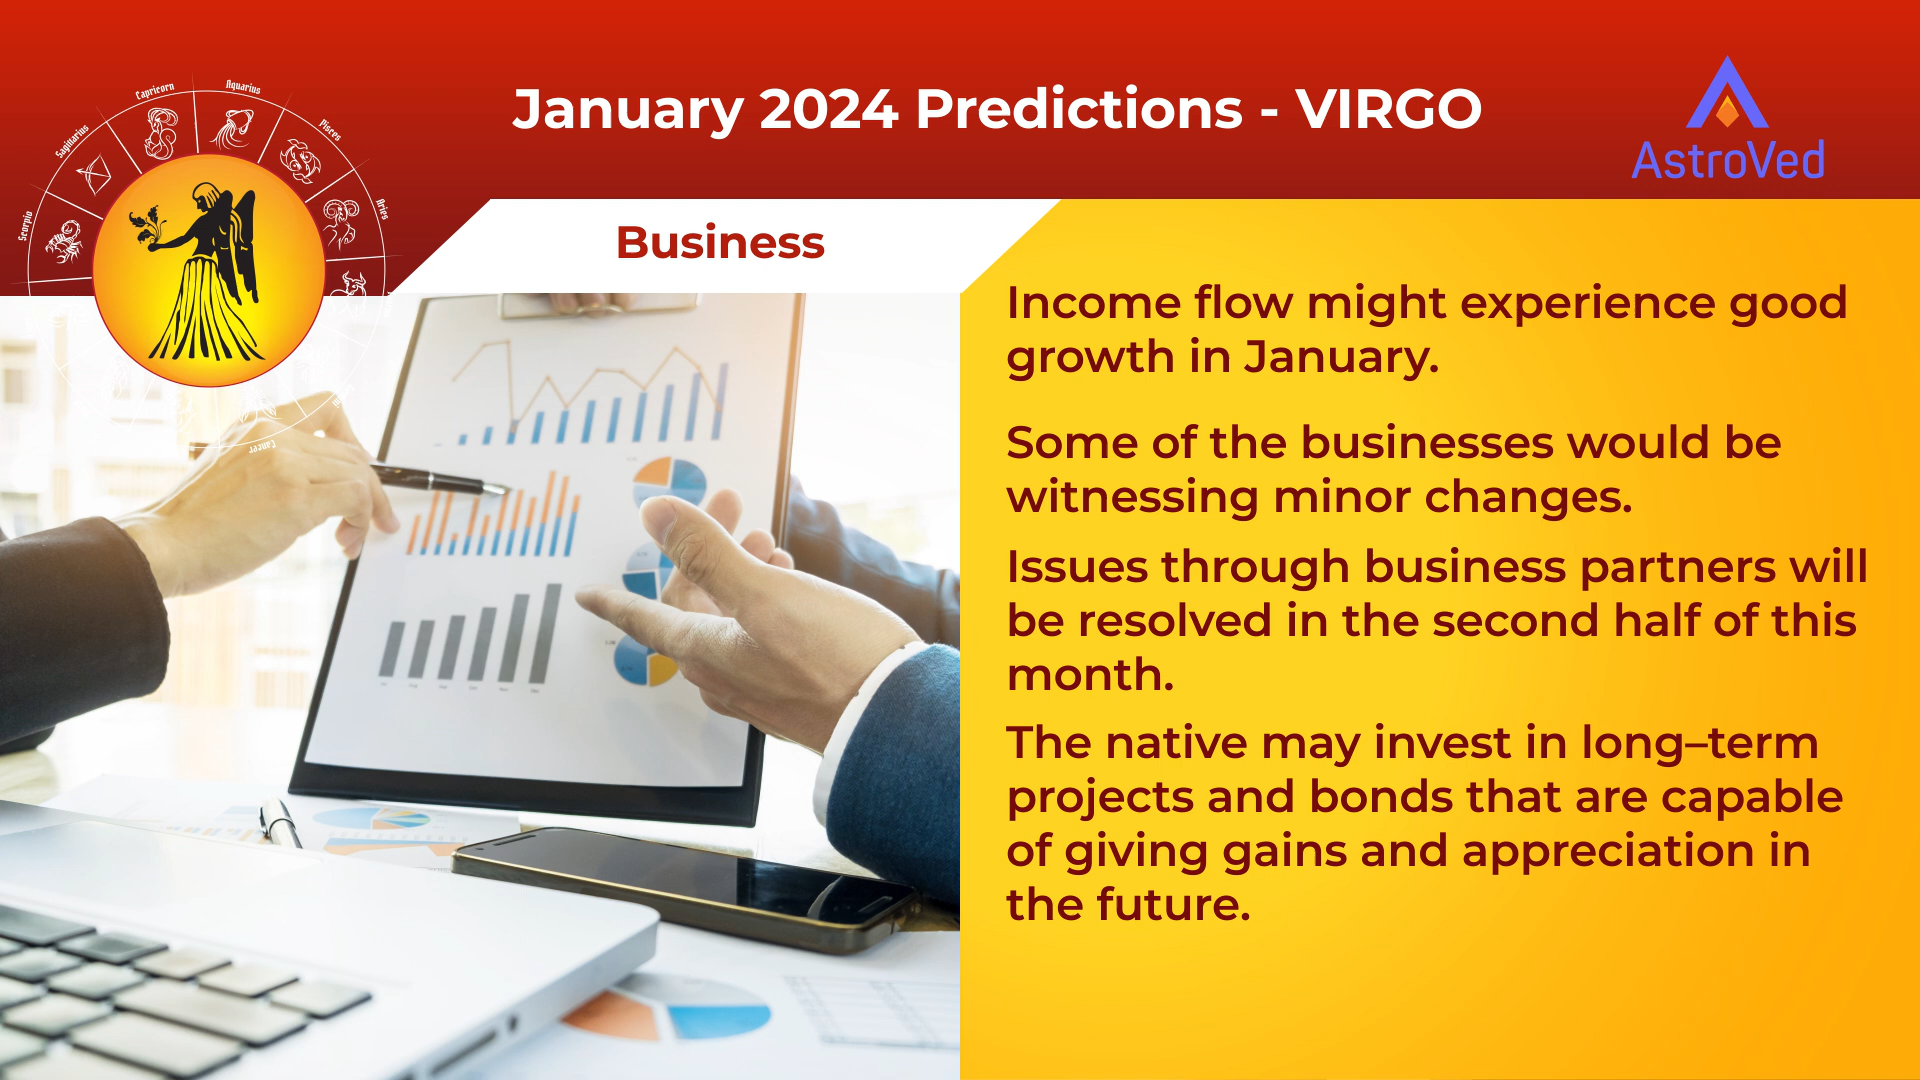 January 2024 Predictions - VIRGO
AstroVed
Capricorn
Aquarius
Sagittarius
Pisces
Scorpio
Aries
Business
Cancer
Income flow might experience good
growth in January.
Some of the businesses would be
witnessing minor changes.
Issues through business partners will
be resolved in the second half of this
month.
The native may invest in long–term
projects and bonds that are capable
of giving gains and appreciation in
the future.